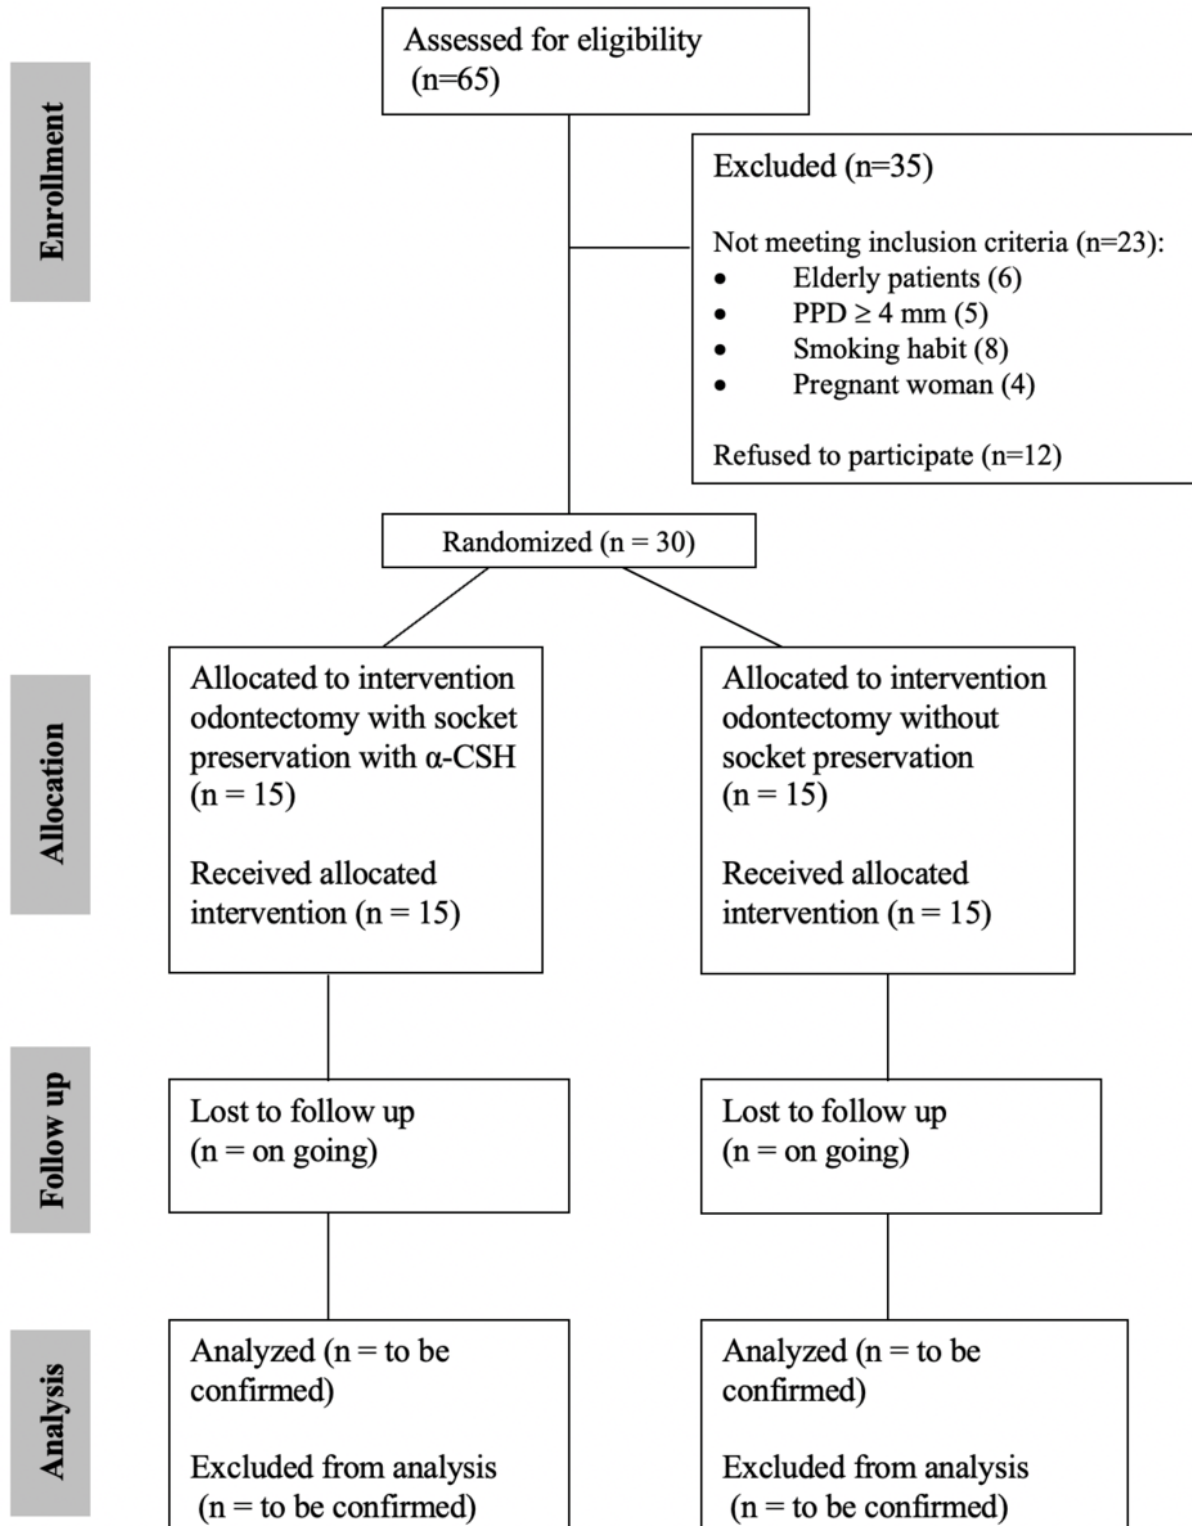 Enrollment
Assessed for eligibility
(n=65)
Excluded (n=35)
Not meeting inclusion criteria (n=23):
• Elderly patients (6)
• PPD ≥ 4 mm (5)
• Smoking habit (8)
• Pregnant woman (4)
Refused to participate (n=12)
Randomized (n = 30)
Allocation
Allocated to intervention
odontectomy with socket
preservation with α-CSH
(n = 15)
Received allocated
intervention (n = 15)
Allocated to intervention
odontectomy without
socket preservation
(n = 15)
Received allocated
intervention (n = 15)
Follow up
Lost to follow up
(n = on going)
Lost to follow up
(n = on going)
Analysis
Analyzed (n = to be
confirmed)
Excluded from analysis
(n = to be confirmed)
Analyzed (n = to be
confirmed)
Excluded from analysis
(n = to be confirmed)